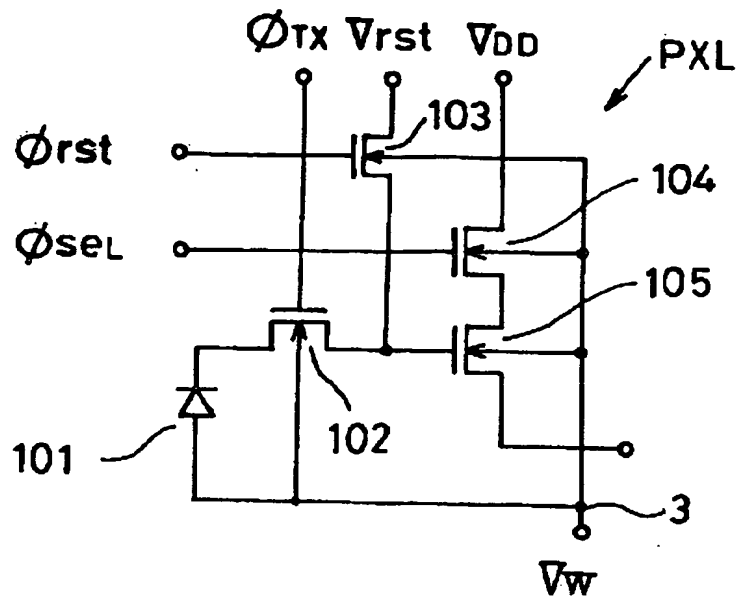 ØTX Vrst VDD
PXL
103
Ørst
104
ØseL
105
102
101
3
VW